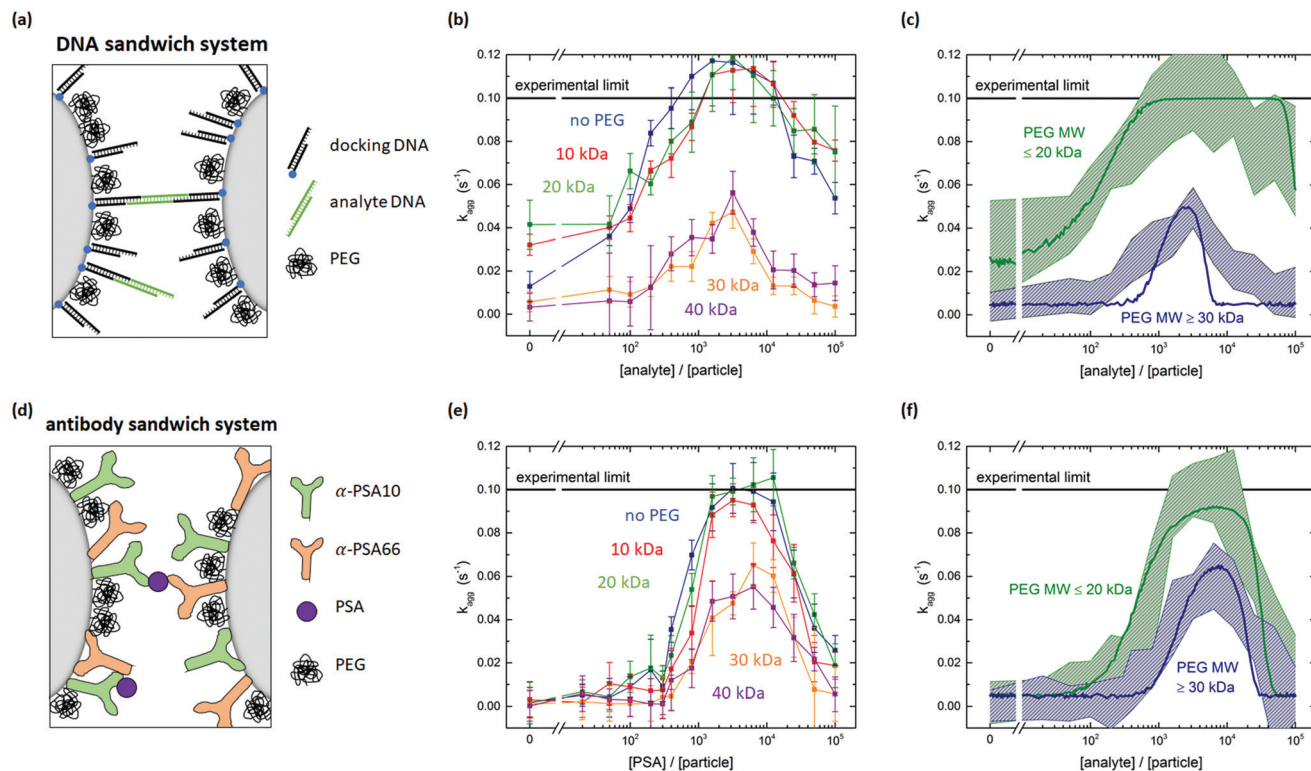 (a)
DNA sandwich system
docking DNA
analyte DNA
PEG
(b)
0.12
0.10
0.08
0.06
0.04
0.02
0.00
k_agg (s⁻¹)
experimental limit
no PEG
10 kDa
20 kDa
30 kDa
40 kDa
0
10²
10³
10⁴
10⁵
[analyte] / [particle]
(c)
0.12
0.10
0.08
0.06
0.04
0.02
0.00
k_agg (s⁻¹)
experimental limit
PEG MW
≤ 20 kDa
PEG MW ≥ 30 kDa
0
10²
10³
10⁴
10⁵
[analyte] / [particle]
(d)
antibody sandwich system
α-PSA10
α-PSA66
PSA
PEG
(e)
0.12
0.10
0.08
0.06
0.04
0.02
0.00
k_agg (s⁻¹)
experimental limit
no PEG
10 kDa
20 kDa
30 kDa
40 kDa
0
10²
10³
10⁴
10⁵
[PSA] / [particle]
(f)
0.12
0.10
0.08
0.06
0.04
0.02
0.00
k_agg (s⁻¹)
experimental limit
PEG MW ≤ 20 kDa
PEG MW
≥ 30 kDa
0
10²
10³
10⁴
10⁵
[analyte] / [particle]